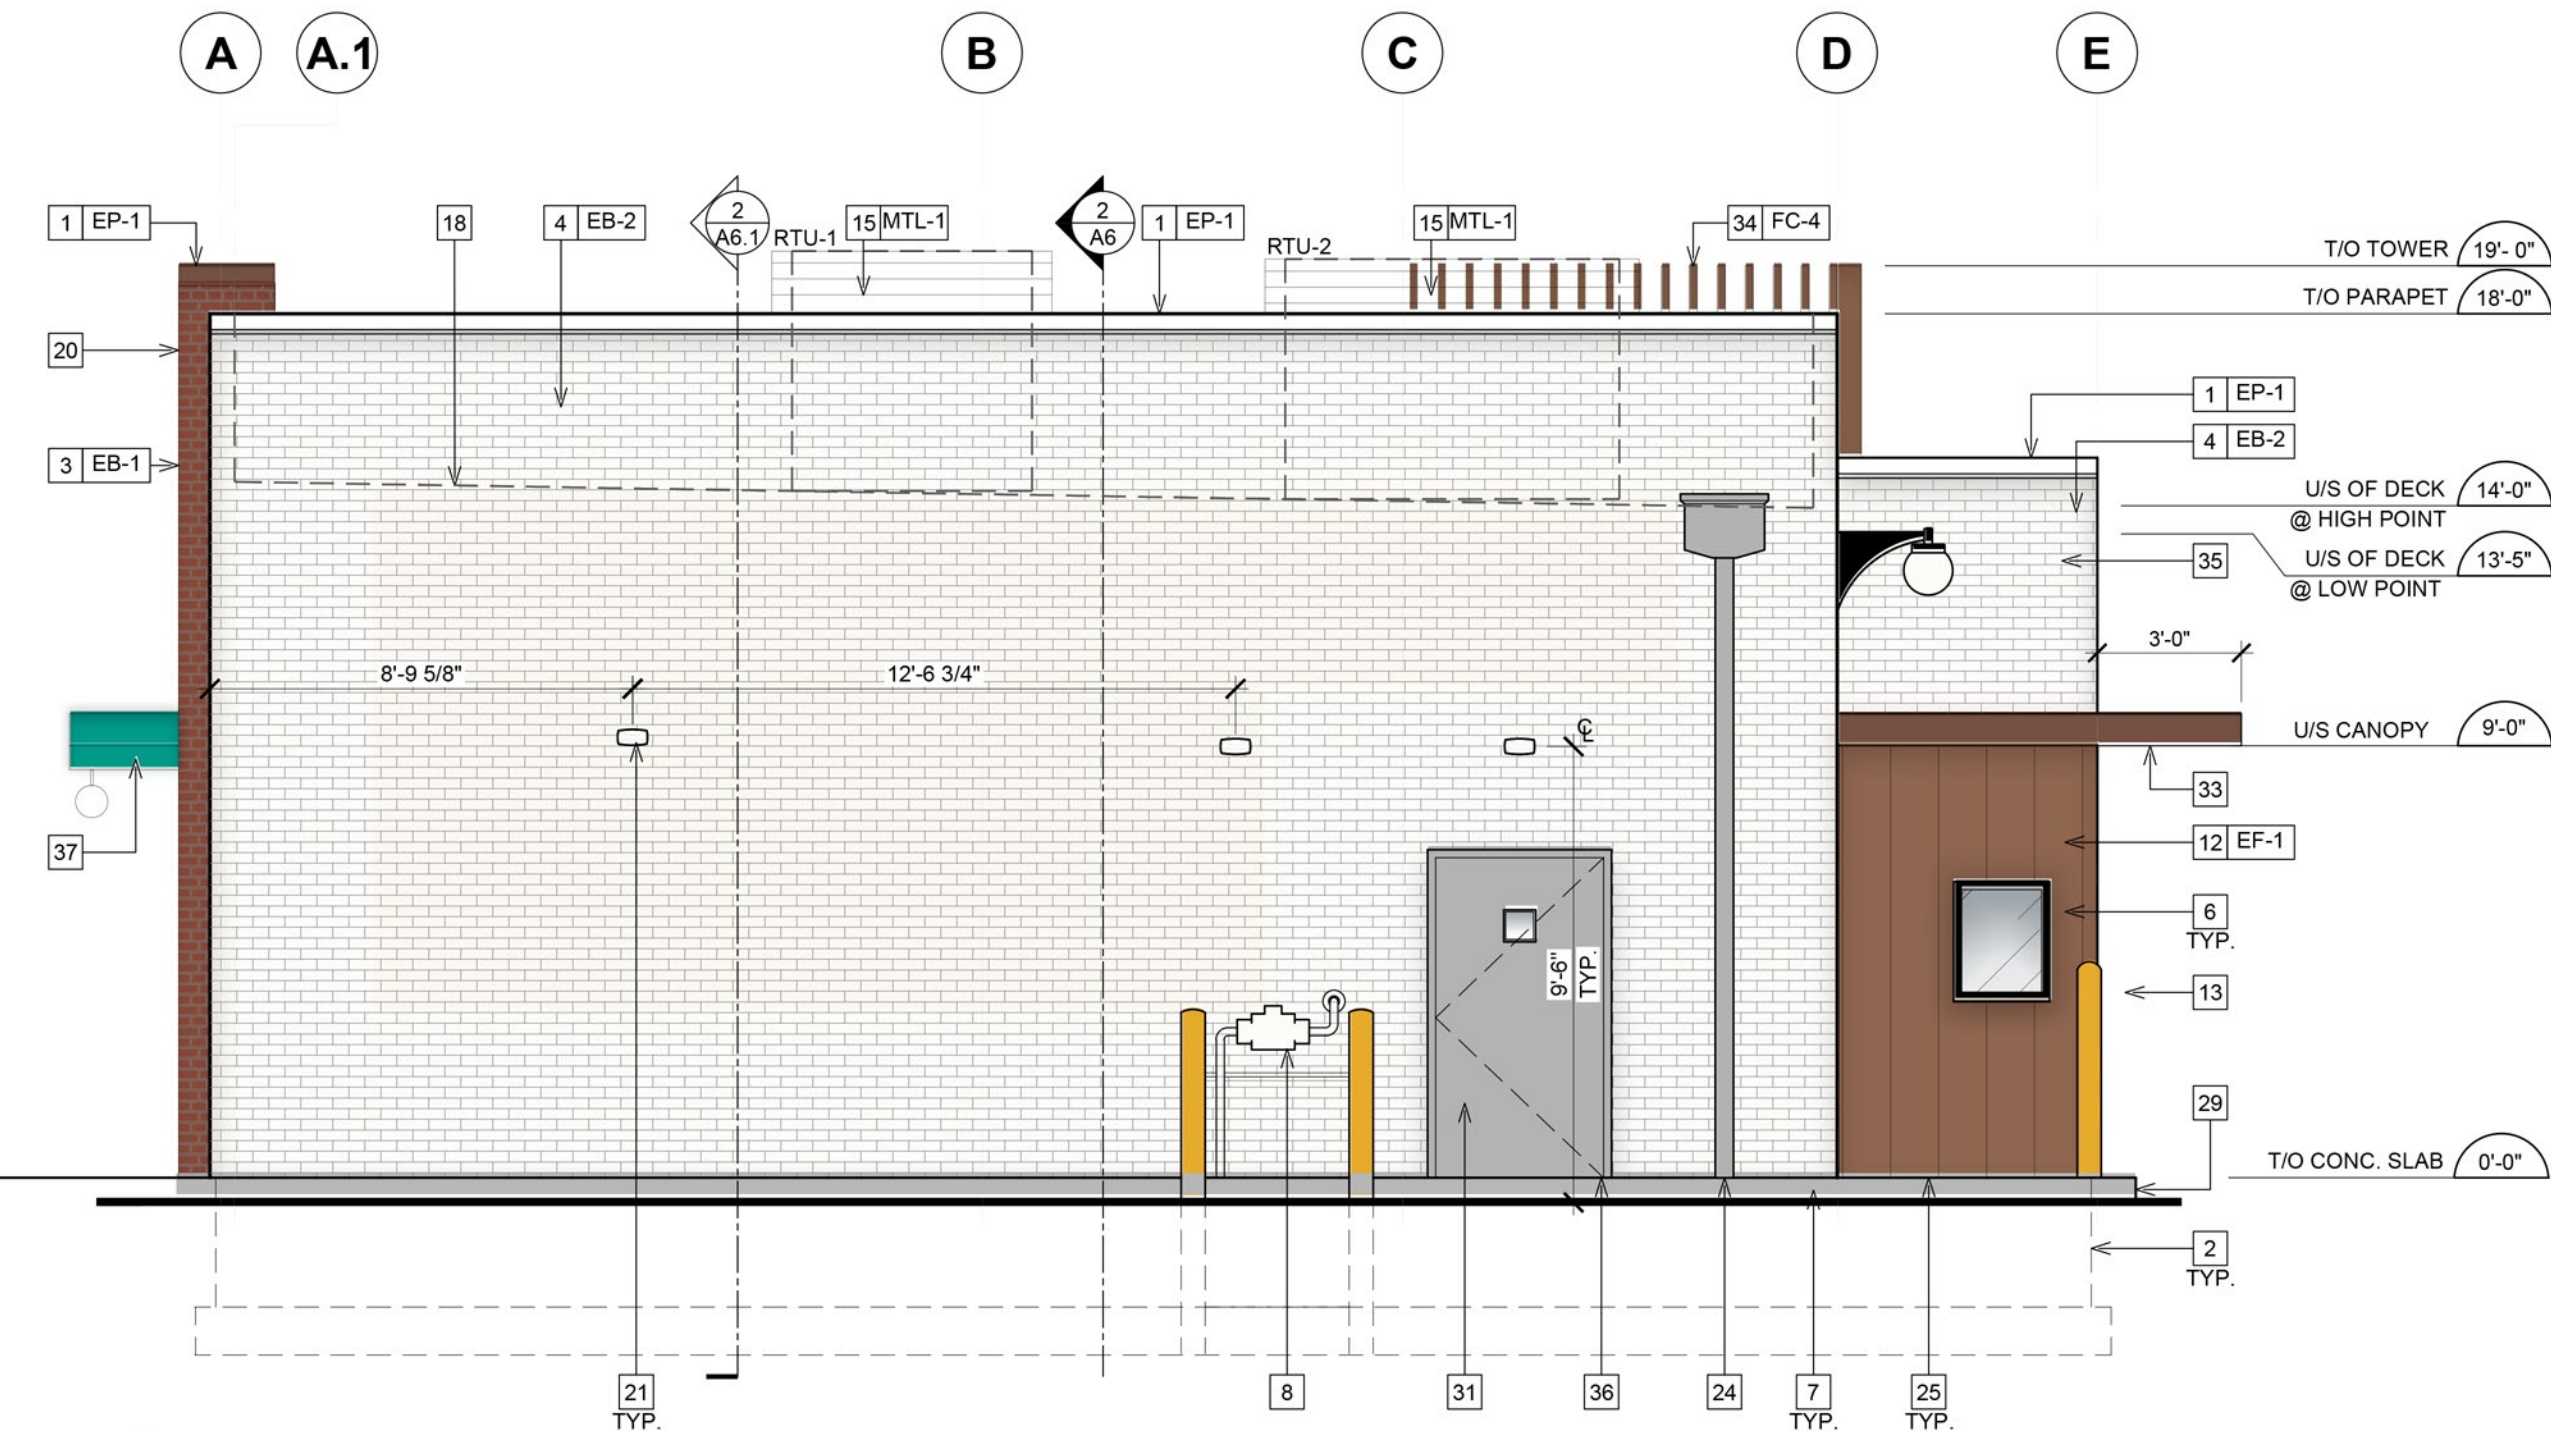 A A.1 B C D E
1 EP-1
18
4 EB-2
2
A6.1
RTU-1
15 MTL-1
2
A6
1 EP-1
RTU-2
15 MTL-1
34 FC-4
T/O TOWER 19'- 0"
T/O PARAPET 18'-0"
20
3 EB-1
1 EP-1
4 EB-2
U/S OF DECK 14'-0"
@ HIGH POINT
35
U/S OF DECK 13'-5"
@ LOW POINT
3'-0"
8'-9 5/8"
12'-6 3/4"
℄
U/S CANOPY 9'-0"
33
12 EF-1
37
6
TYP.
9'-6"
TYP.
13
29
T/O CONC. SLAB 0'-0"
2
TYP.
21
TYP.
8
31
36
24
7
TYP.
25
TYP.